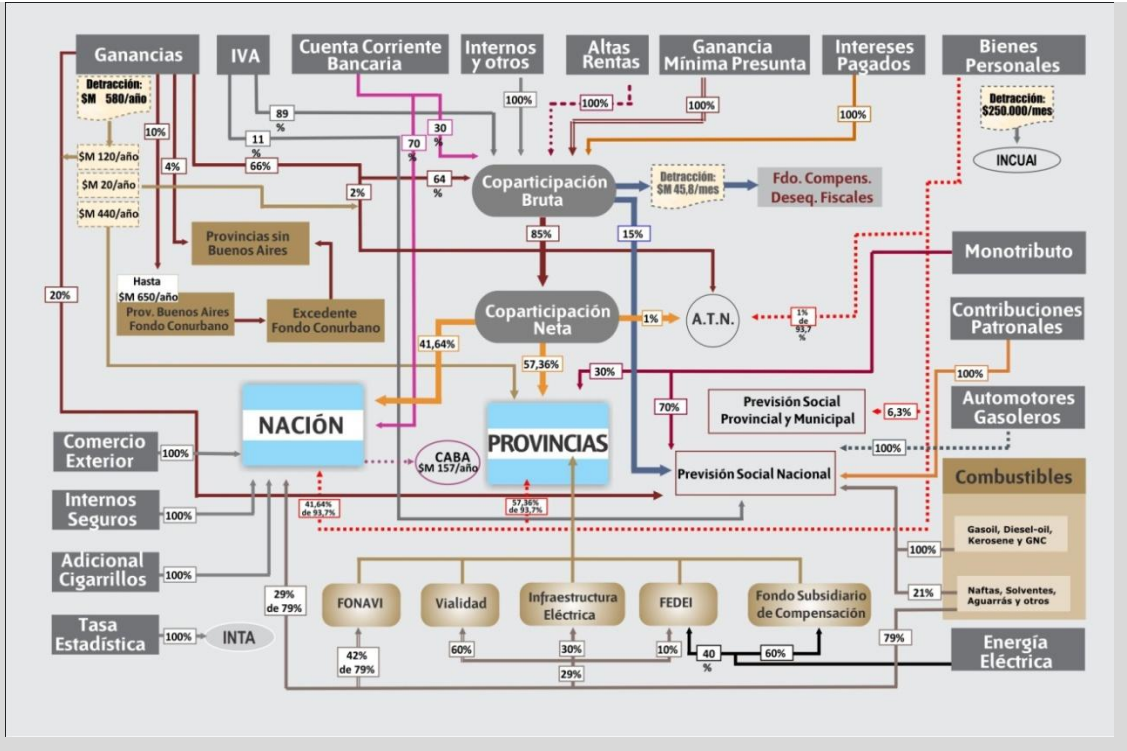 Ganancias
IVA
Cuenta Corriente
Bancaria
Internos
y otros
Altas
Rentas
Ganancia
Mínima Presunta
Intereses
Pagados
Bienes
Personales
Detracción:
$M 580/año
Detracción:
$250.000/mes
INCUAI
100%
100%
100%
100%
89
%
11
%
30
%
70
%
10%
4%
66%
2%
64
%
$M 120/año
$M 20/año
$M 440/año
Coparticipación
Bruta
Detracción:
$M 45,8/mes
Fdo. Compens.
Deseq. Fiscales
85%
15%
Provincias sin
Buenos Aires
Monotributo
Hasta
$M 650/año
Prov. Buenos Aires
Fondo Conurbano
Excedente
Fondo Conurbano
20%
Coparticipación
Neta
1%
A.T.N.
1%
de
93,7
%
Contribuciones
Patronales
41,64%
57,36%
30%
100%
70%
NACIÓN
PROVINCIAS
Previsión Social
Provincial y Municipal
6,3%
Automotores
Gasoleros
100%
Comercio
Exterior
100%
CABA
$M 157/año
Previsión Social Nacional
Combustibles
Internos
Seguros
100%
41,64%
de 93,7%
57,36%
de 93,7%
Gasoil, Diesel-oil,
Kerosene y GNC
100%
Adicional
Cigarrillos
100%
29%
de 79%
FONAVI
Vialidad
Infraestructura
Eléctrica
FEDEI
Fondo Subsidiario
de Compensación
21%
Naftas, Solventes,
Aguarrás y otros
Tasa
Estadística
100%
INTA
79%
42%
de 79%
60%
30%
10%
40
%
60%
29%
Energía
Eléctrica